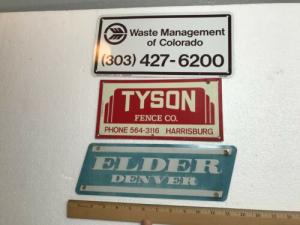 Waste Management
of Colorado
(303) 427-6200
TYSON
FENCE CO.
PHONE 564-3116 HARRISBURG
ELDER
DENVER